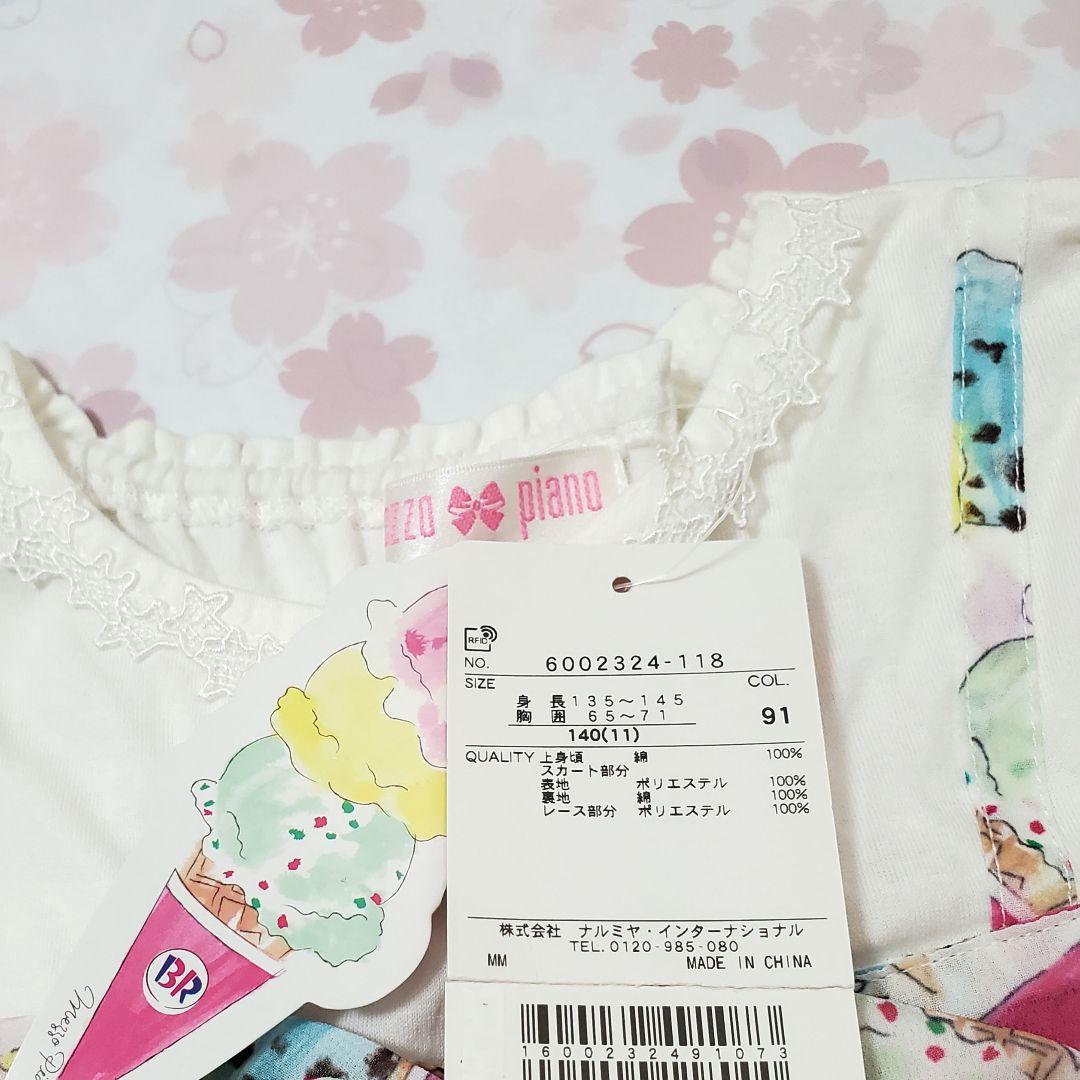 piano
RFID
NO. 6002324-118
SIZE COL.
身 長 135~145
胸 囲 65~71 91
140(11)
QUALITY 上身頃 綿 100%
スカート部分
表地 ポリエステル 100%
裏地 綿 100%
レース部分 ポリエステル 100%
株式会社 ナルミヤ・インターナショナル
TEL.0120-985-080
MM MADE IN CHINA
1600232491073
BR
mezzo